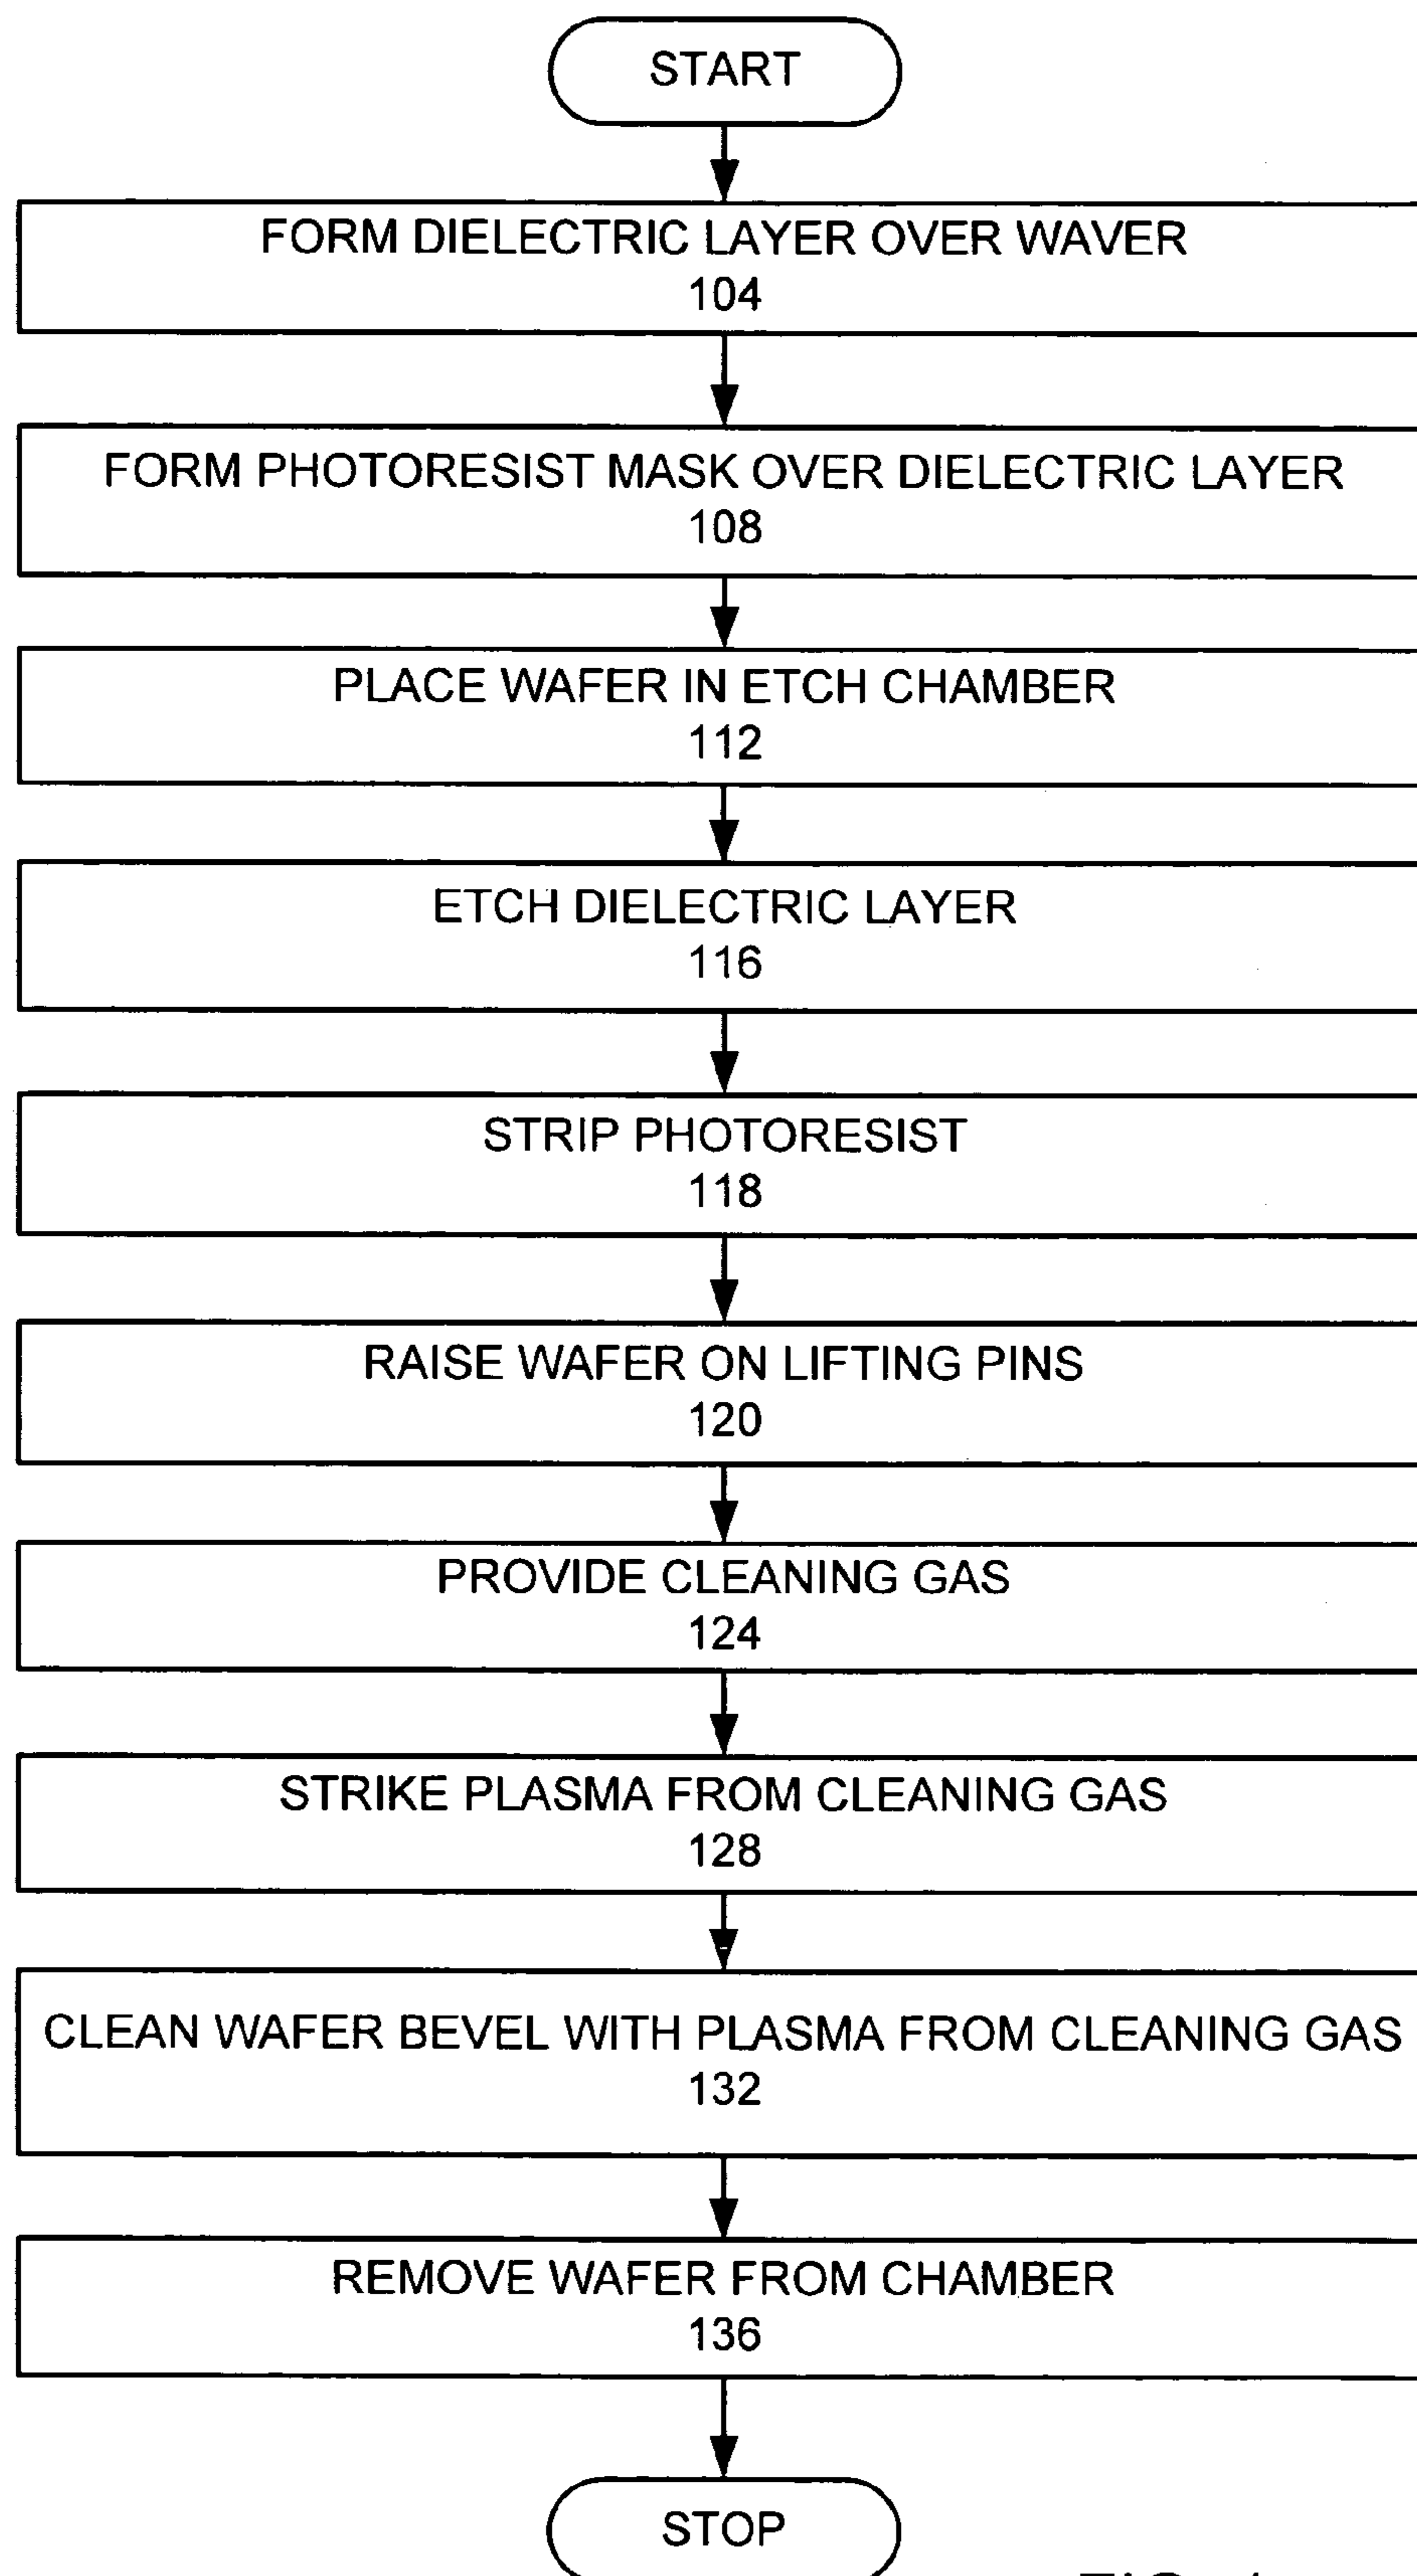 START
FORM DIELECTRIC LAYER OVER WAVER
104
FORM PHOTORESIST MASK OVER DIELECTRIC LAYER
108
PLACE WAFER IN ETCH CHAMBER
112
ETCH DIELECTRIC LAYER
116
STRIP PHOTORESIST
118
RAISE WAFER ON LIFTING PINS
120
PROVIDE CLEANING GAS
124
STRIKE PLASMA FROM CLEANING GAS
128
CLEAN WAFER BEVEL WITH PLASMA FROM CLEANING GAS
132
REMOVE WAFER FROM CHAMBER
136
STOP